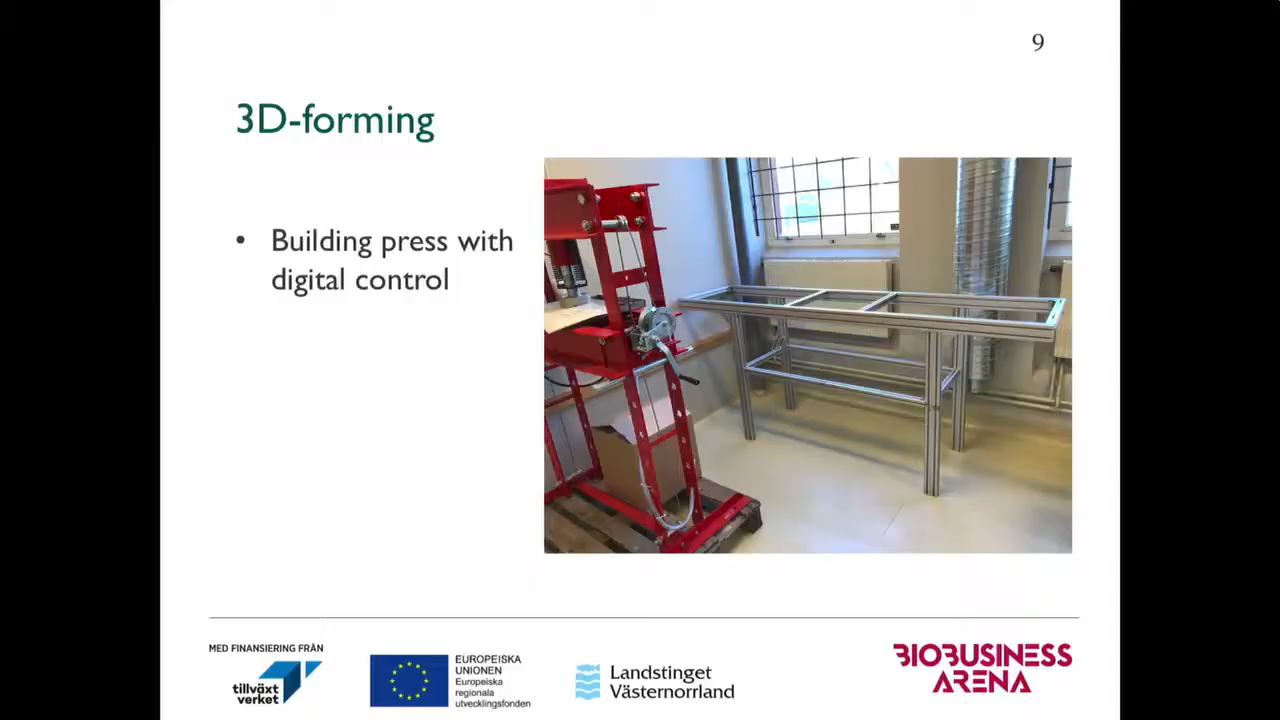 9
3D-forming
• Building press with
digital control
MED FINANSIERING FRÅN
tillväxt
verket
EUROPEISKA
UNIONEN
Europeiska
regionala
utvecklingsfonden
Landstinget
Västernorrland
BIOBUSINESS
ARENA